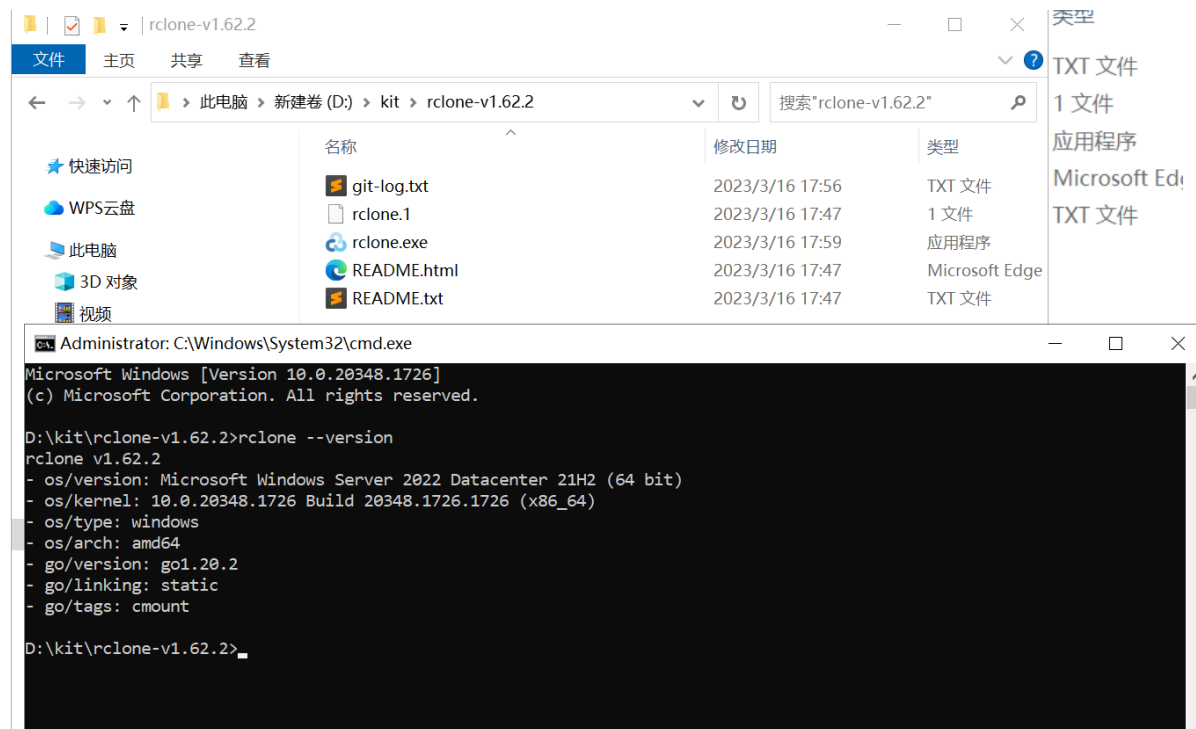 rclone-v1.62.2
文件 主页 共享 查看
此电脑 > 新建卷 (D:) > kit > rclone-v1.62.2 搜索"rclone-v1.62.2"
名称 修改日期 类型
快速访问
WPS云盘
此电脑
3D 对象
视频
git-log.txt 2023/3/16 17:56 TXT 文件
rclone.1 2023/3/16 17:47 1 文件
rclone.exe 2023/3/16 17:59 应用程序
README.html 2023/3/16 17:47 Microsoft Edge
README.txt 2023/3/16 17:47 TXT 文件
类型
TXT 文件
1 文件
应用程序
Microsoft Edg
TXT 文件
Administrator: C:\Windows\System32\cmd.exe
Microsoft Windows [Version 10.0.20348.1726]
(c) Microsoft Corporation. All rights reserved.
D:\kit\rclone-v1.62.2>rclone --version
rclone v1.62.2
- os/version: Microsoft Windows Server 2022 Datacenter 21H2 (64 bit)
- os/kernel: 10.0.20348.1726 Build 20348.1726.1726 (x86_64)
- os/type: windows
- os/arch: amd64
- go/version: go1.20.2
- go/linking: static
- go/tags: cmount
D:\kit\rclone-v1.62.2>